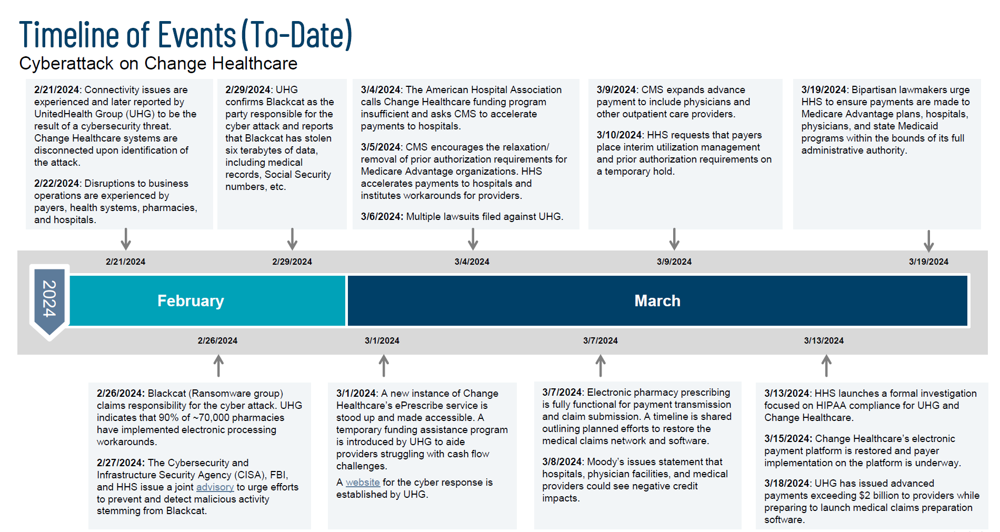 Timeline of Events (To-Date)
Cyberattack on Change Healthcare
2/21/2024: Connectivity issues are
experienced and later reported by
UnitedHealth Group (UHG) to be the
result of a cybersecurity threat.
Change Healthcare systems are
disconnected upon identification of
the attack.
2/22/2024: Disruptions to business
operations are experienced by
payers, health systems, pharmacies,
and hospitals.
2/29/2024: UHG
confirms Blackcat as the
party responsible for the
cyber attack and reports
that Blackcat has stolen
six terabytes of data,
including medical
records, Social Security
numbers, etc.
3/4/2024: The American Hospital Association
calls Change Healthcare funding program
insufficient and asks CMS to accelerate
payments to hospitals.
3/5/2024: CMS encourages the relaxation/
removal of prior authorization requirements for
Medicare Advantage organizations. HHS
accelerates payments to hospitals and
institutes workarounds for providers.
3/6/2024: Multiple lawsuits filed against UHG.
3/9/2024: CMS expands advance
payment to include physicians and
other outpatient care providers.
3/10/2024: HHS requests that payers
place interim utilization management
and prior authorization requirements on
a temporary hold.
3/19/2024: Bipartisan lawmakers urge
HHS to ensure payments are made to
Medicare Advantage plans, hospitals,
physicians, and state Medicaid
programs within the bounds of its full
administrative authority.
2/21/2024
2/29/2024
3/4/2024
3/9/2024
3/19/2024
2024
February
March
2/26/2024
3/1/2024
3/7/2024
3/13/2024
2/26/2024: Blackcat (Ransomware group)
claims responsibility for the cyber attack. UHG
indicates that 90% of ~70,000 pharmacies
have implemented electronic processing
workarounds.
2/27/2024: The Cybersecurity and
Infrastructure Security Agency (CISA), FBI,
and HHS issue a joint advisory to urge efforts
to prevent and detect malicious activity
stemming from Blackcat.
3/1/2024: A new instance of Change
Healthcare’s ePrescribe service is
stood up and made accessible. A
temporary funding assistance program
is introduced by UHG to aide
providers struggling with cash flow
challenges.
A website for the cyber response is
established by UHG.
3/7/2024: Electronic pharmacy prescribing
is fully functional for payment transmission
and claim submission. A timeline is shared
outlining planned efforts to restore the
medical claims network and software.
3/8/2024: Moody’s issues statement that
hospitals, physician facilities, and medical
providers could see negative credit
impacts.
3/13/2024: HHS launches a formal investigation
focused on HIPAA compliance for UHG and
Change Healthcare.
3/15/2024: Change Healthcare’s electronic
payment platform is restored and payer
implementation on the platform is underway.
3/18/2024: UHG has issued advanced
payments exceeding $2 billion to providers while
preparing to launch medical claims preparation
software.